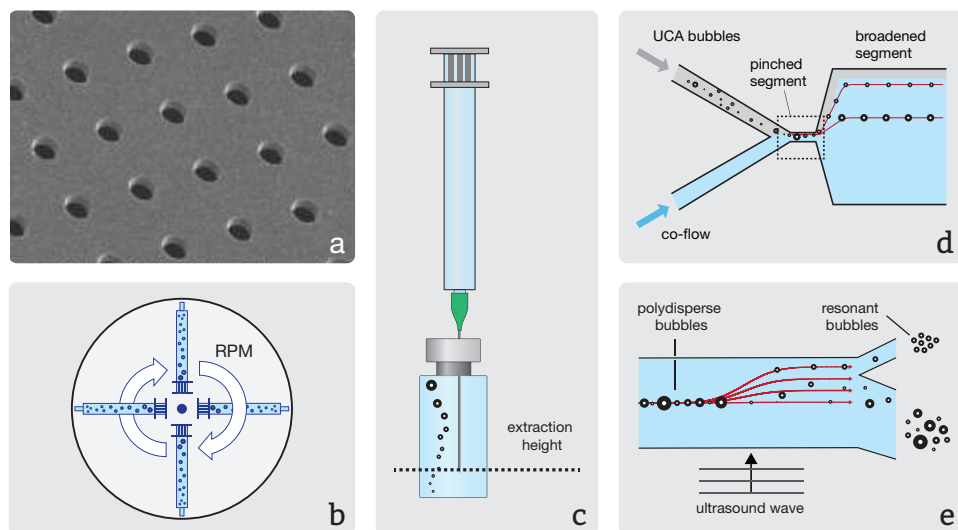 a
RPM
b
extraction
height
c
UCA bubbles
pinched
segment
broadened
segment
co-flow
d
polydisperse
bubbles
resonant
bubbles
ultrasound wave
e